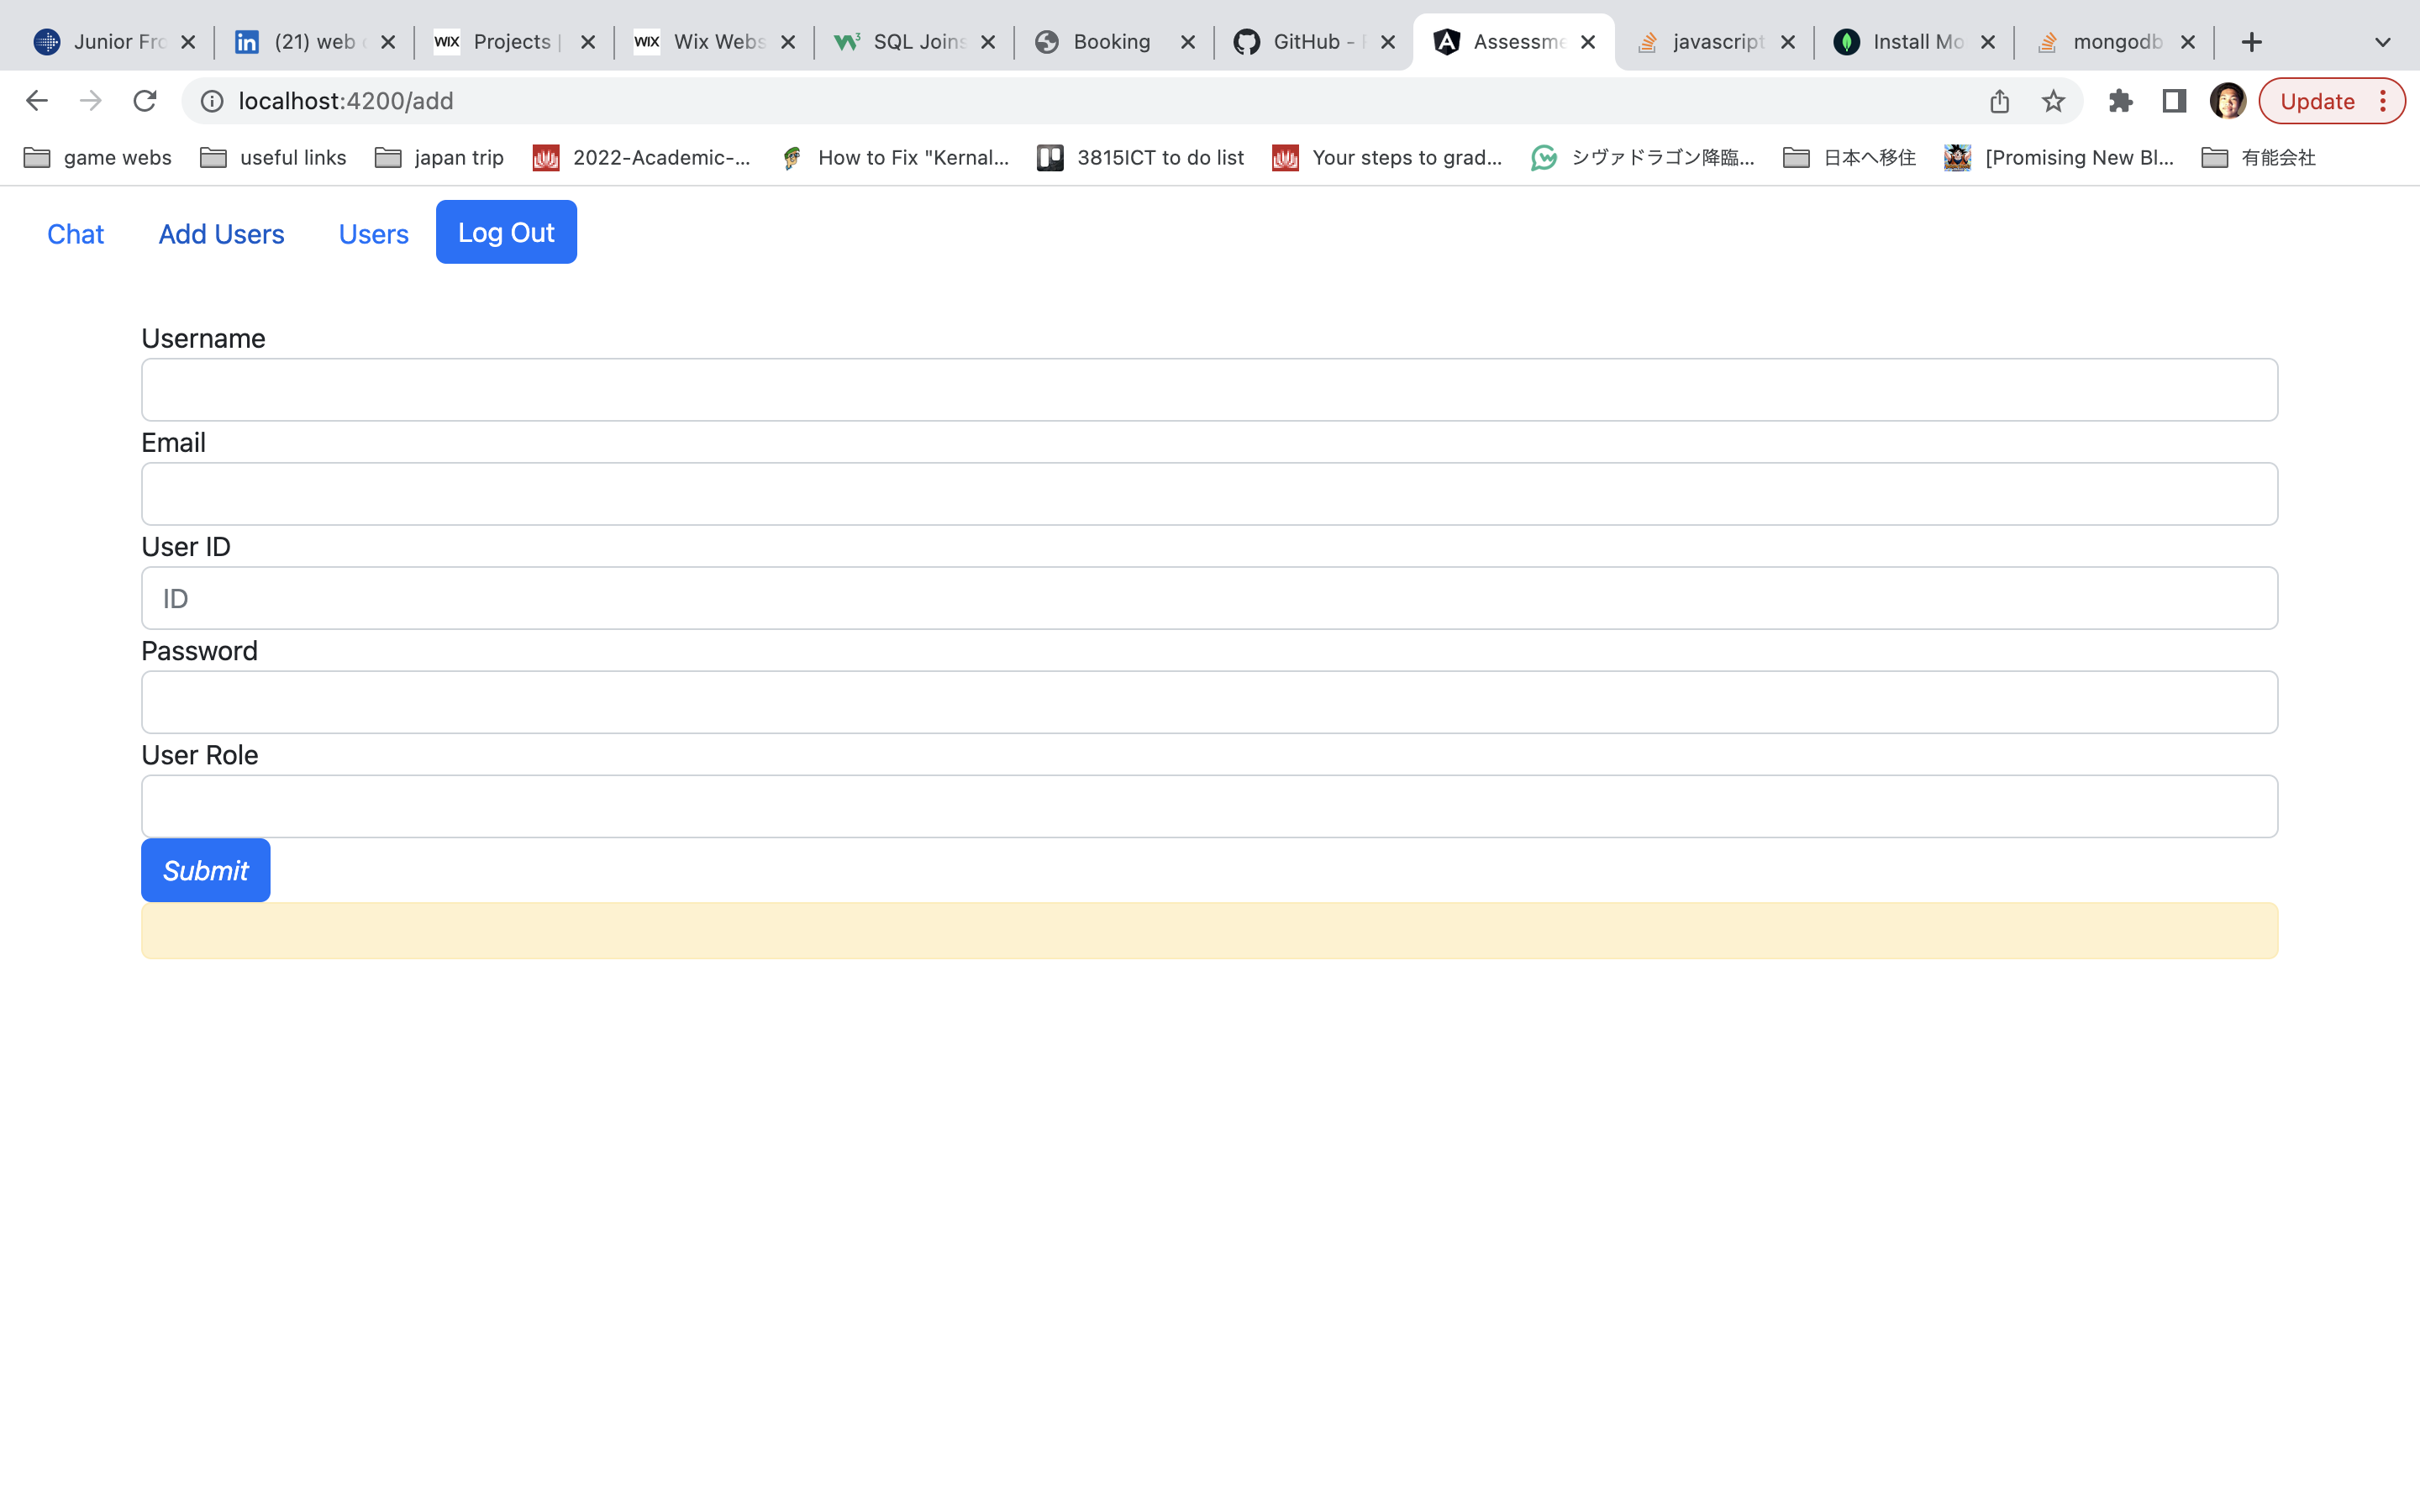 Junior Fro
(21) web
WIX Projects |
WIX Wix Webs
SQL Joins
Booking
GitHub -
Assessme
javascript
Install Mo
mongodb
localhost:4200/add
Update
game webs
useful links
japan trip
2022-Academic-...
How to Fix "Kernal...
3815ICT to do list
Your steps to grad...
シヴァドラゴン降臨...
日本へ移住
[Promising New Bl...
有能会社
Chat
Add Users
Users
Log Out
Username
Email
User ID
ID
Password
User Role
Submit